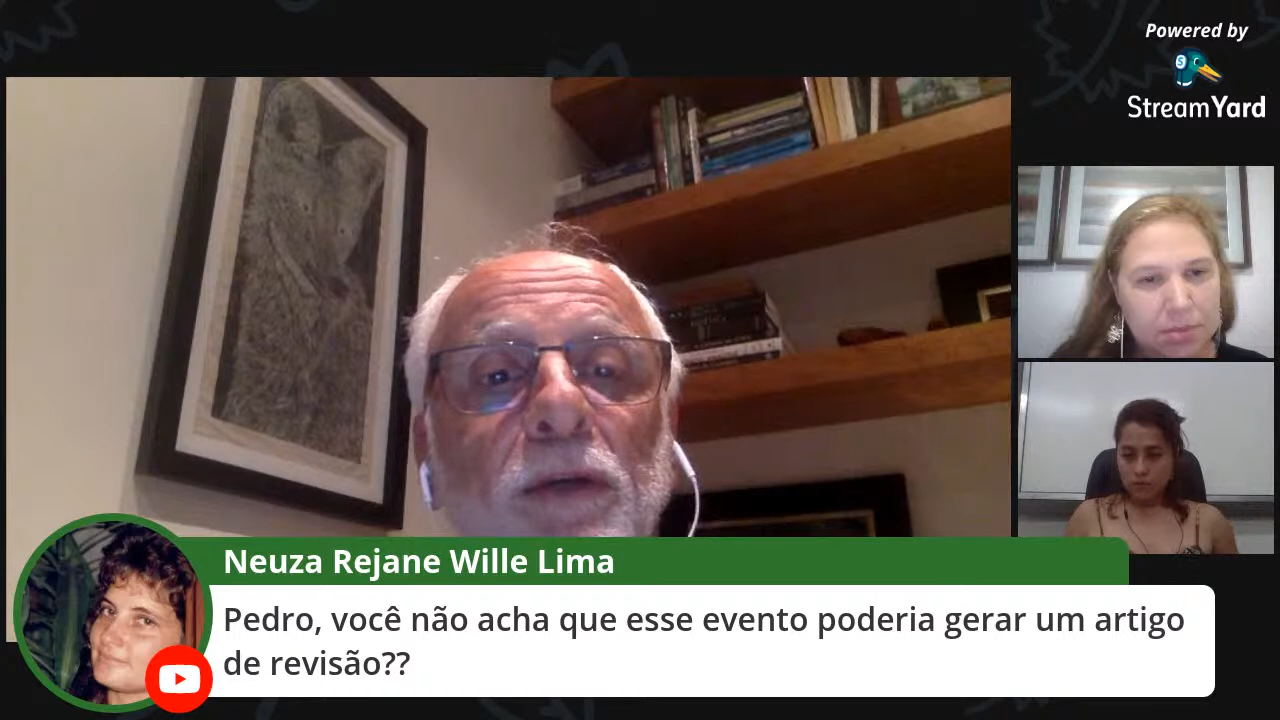 Powered by
StreamYard
Neuza Rejane Wille Lima
Pedro, você não acha que esse evento poderia gerar um artigo
de revisão??